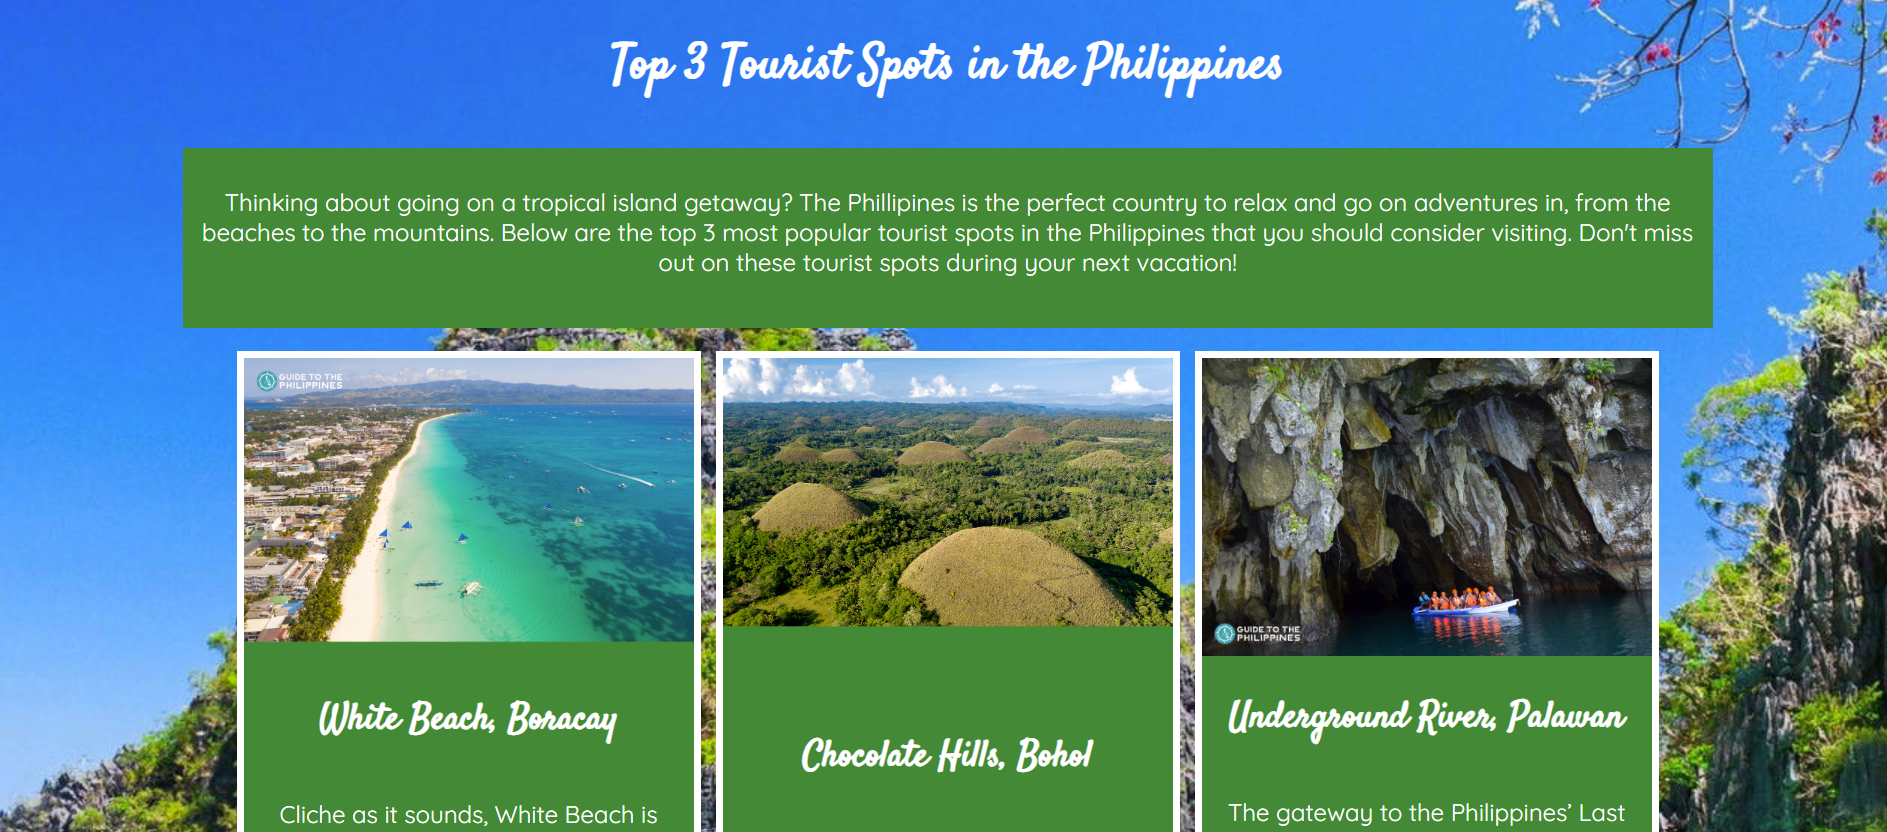 Top 3 Tourist Spots in the Philippines
Thinking about going on a tropical island getaway? The Phillipines is the perfect country to relax and go on adventures in, from the
beaches to the mountains. Below are the top 3 most popular tourist spots in the Philippines that you should consider visiting. Don't miss
out on these tourist spots during your next vacation!
GUIDE TO THE
PHILIPPINES
White Beach, Boracay
Cliche as it sounds, White Beach is
Chocolate Hills, Bohol
GUIDE TO THE
PHILIPPINES
Underground River, Palawan
The gateway to the Philippines’ Last